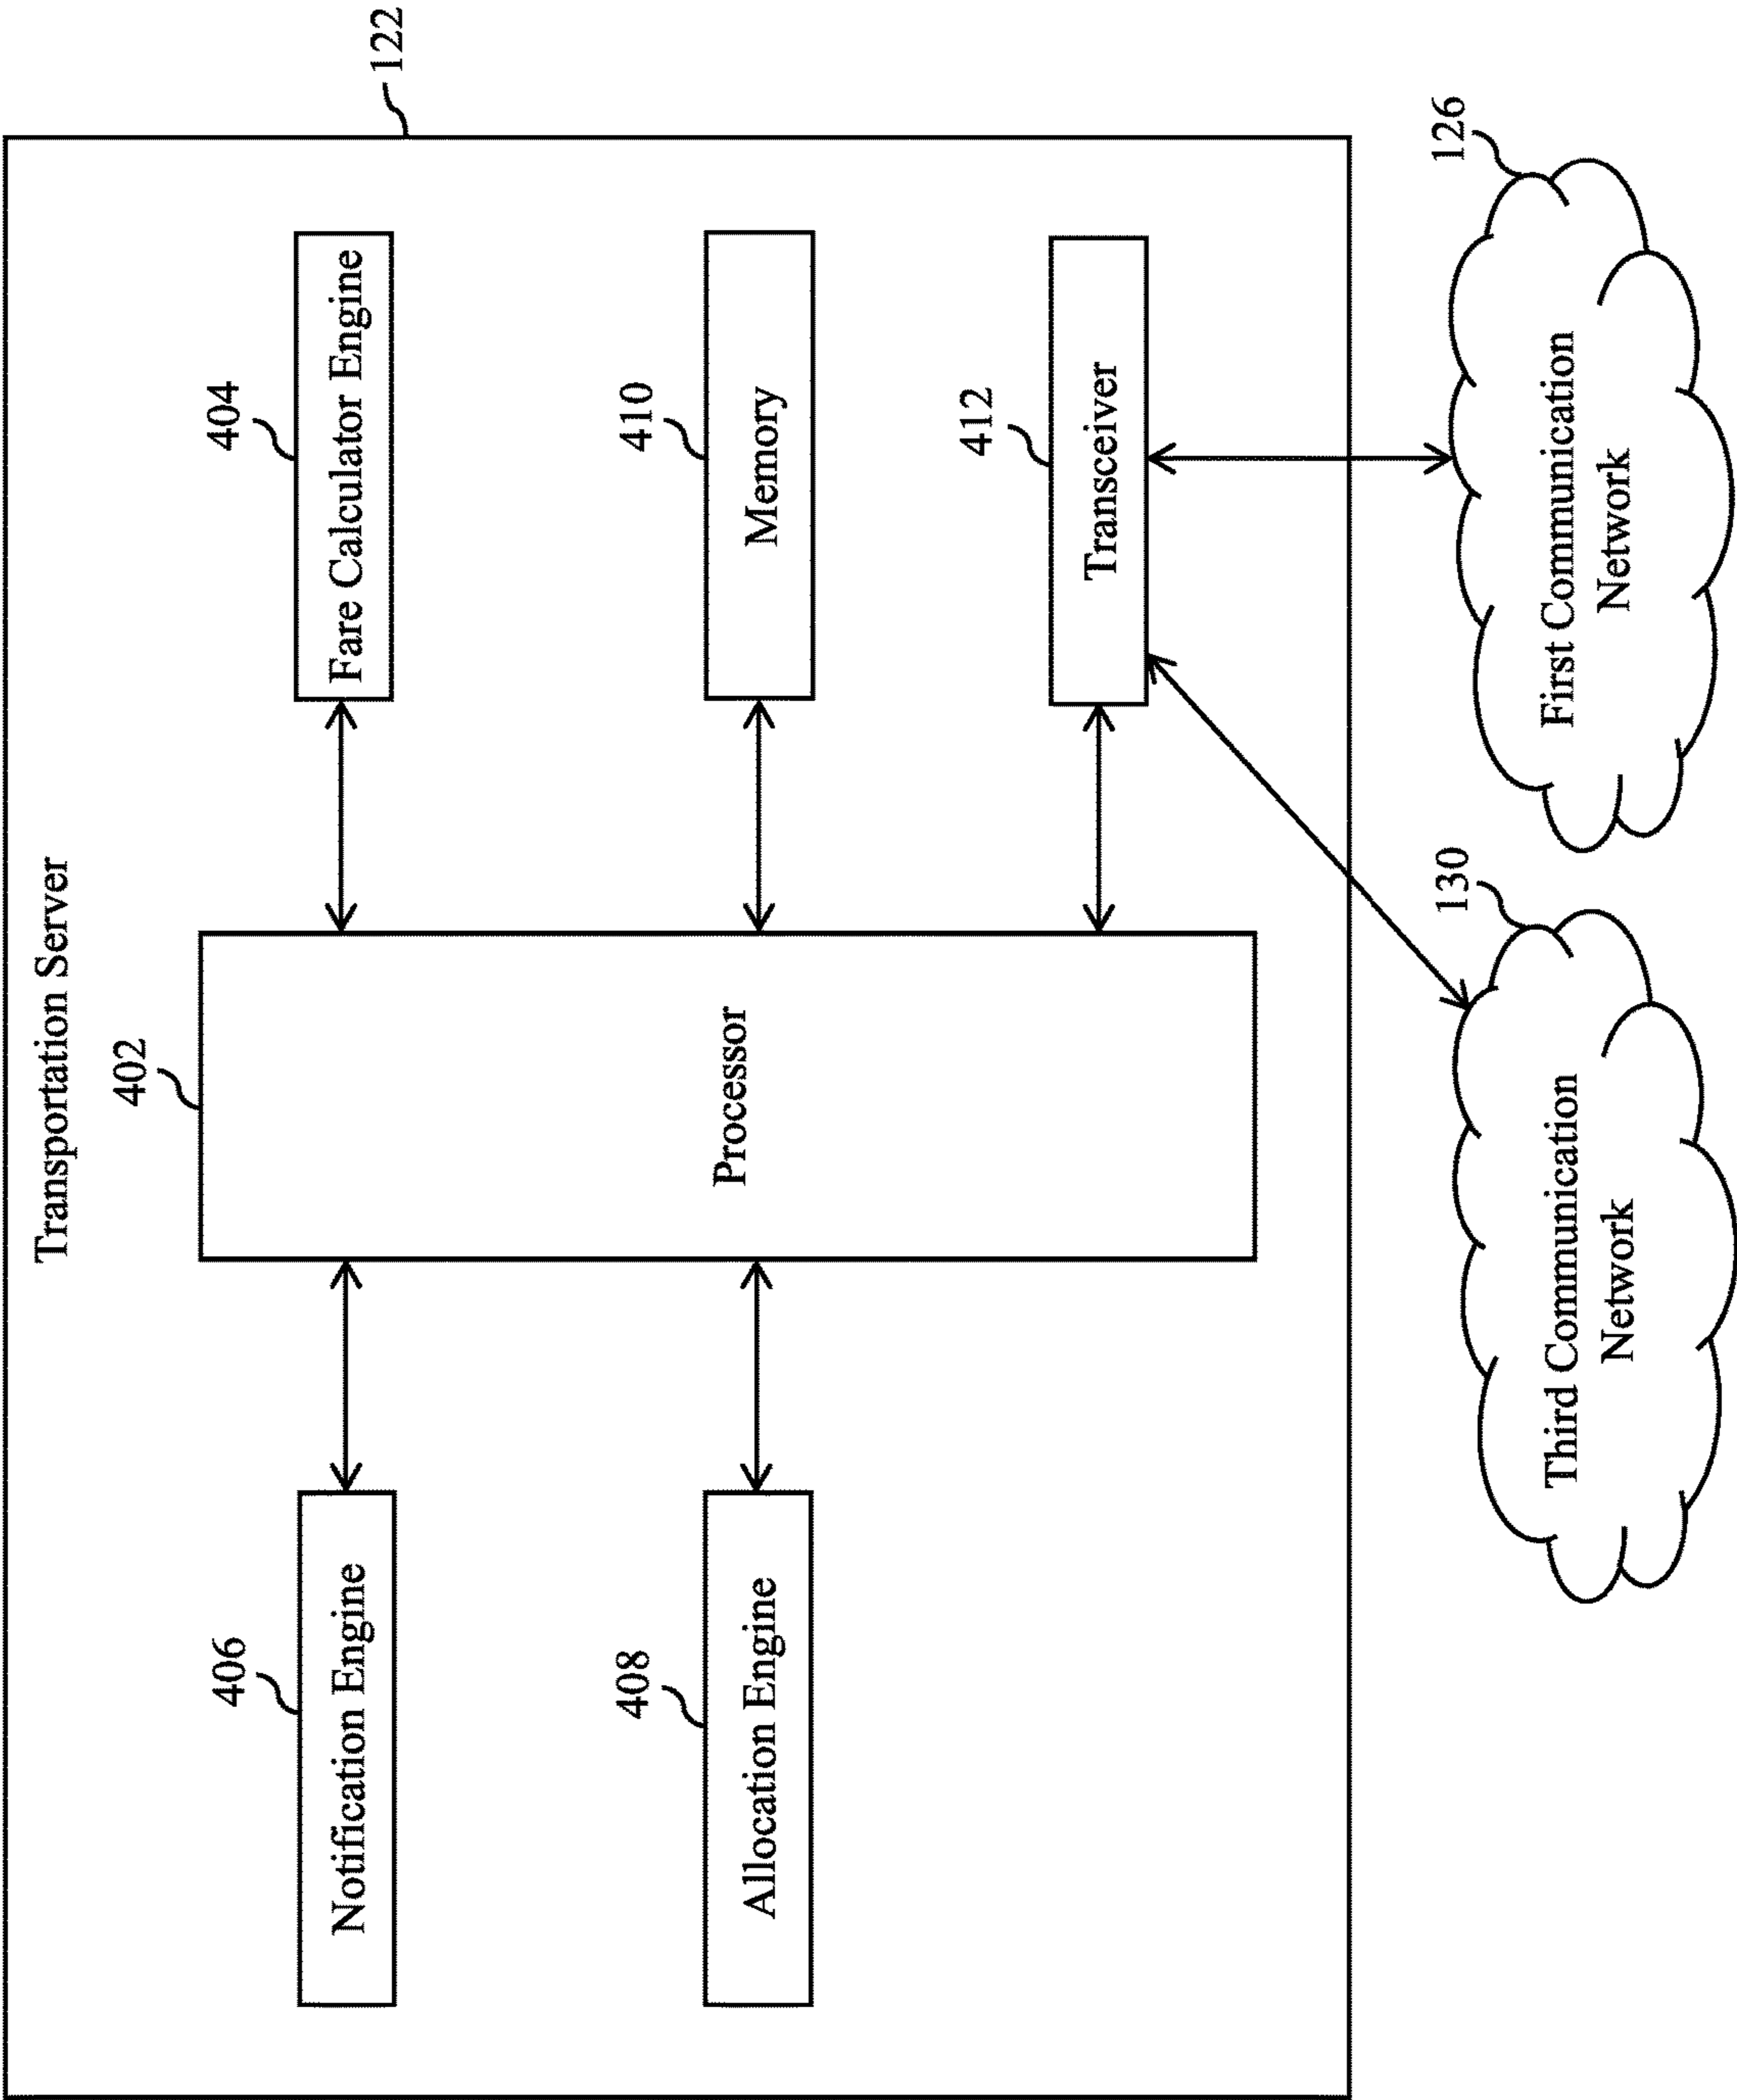 Transportation Server
122
402
Processor
406
Notification Engine
404
Fare Calculator Engine
408
Allocation Engine
410
Memory
412
Transceiver
130
Third Communication
Network
126
First Communication
Network